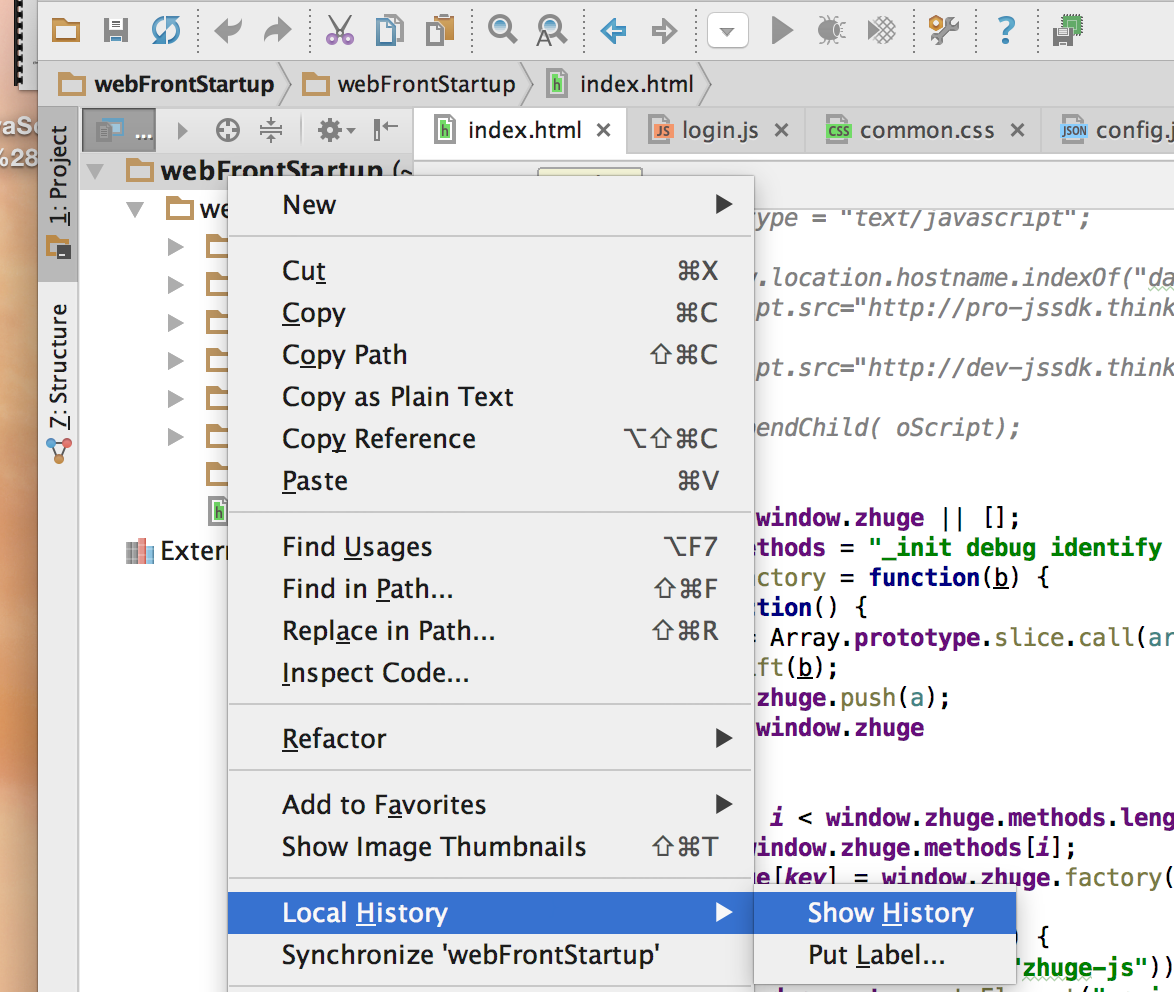 webFrontStartup
webFrontStartup
index.html
1: Project
Z: Structure
...
index.html
login.js
common.css
config.j
webFrontStartup (~
we
Extern
New
Cut ⌘X
Copy ⌘C
Copy Path ⇧⌘C
Copy as Plain Text
Copy Reference ⌥⇧⌘C
Paste ⌘V
Find Usages ⌥F7
Find in Path... ⇧⌘F
Replace in Path... ⇧⌘R
Inspect Code...
Refactor
Add to Favorites
Show Image Thumbnails ⇧⌘T
Local History
Synchronize 'webFrontStartup'
Show History
Put Label...
ype = "text/javascript";
.location.hostname.indexOf("da
pt.src="http://pro-jssdk.think
pt.src="http://dev-jssdk.think
endChild( oScript);
window.zhuge || [];
ethods = "_init debug identify
ctory = function(b) {
tion() {
= Array.prototype.slice.call(ar
ift(b);
zhuge.push(a);
window.zhuge
i < window.zhuge.methods.leng
window.zhuge.methods[i];
ge[key] = window.zhuge.factory(
) {
"zhuge-js"))